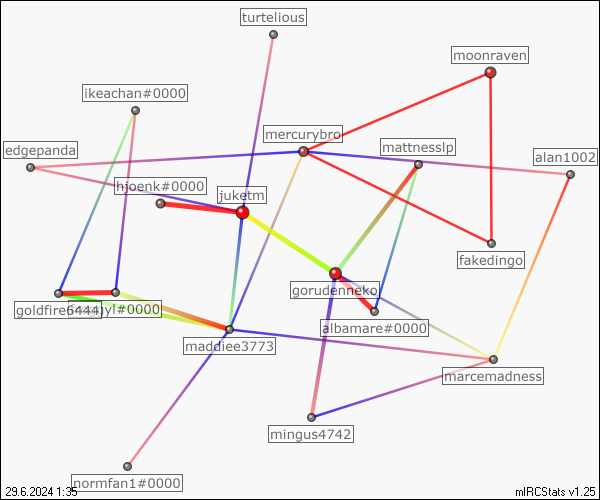 turtelious
moonraven
ikeachan#0000
mercurybro
mattnesslp
edgepanda
alan1002
hjoenk#0000
juketm
fakedingo
gorudenneko
goldfire6444
gyl#0000
albamare#0000
maddiee3773
marcemadness
mingus4742
normfan1#0000
29.6.2024 1:35
mIRCStats v1.25